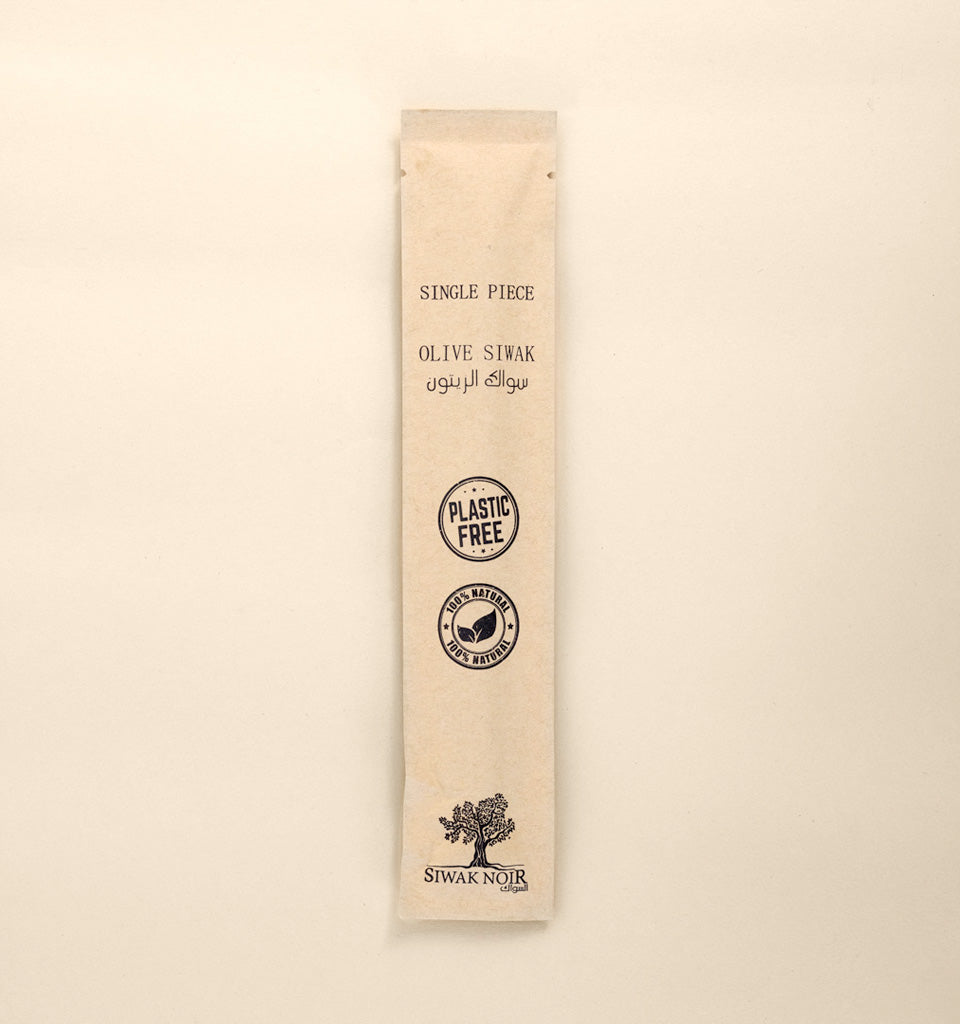 SINGLE PIECE
OLIVE SIWAK
سواك الزيتون
PLASTIC
FREE
100% NATURAL
100% NATURAL
SIWAK NOIR
السواك